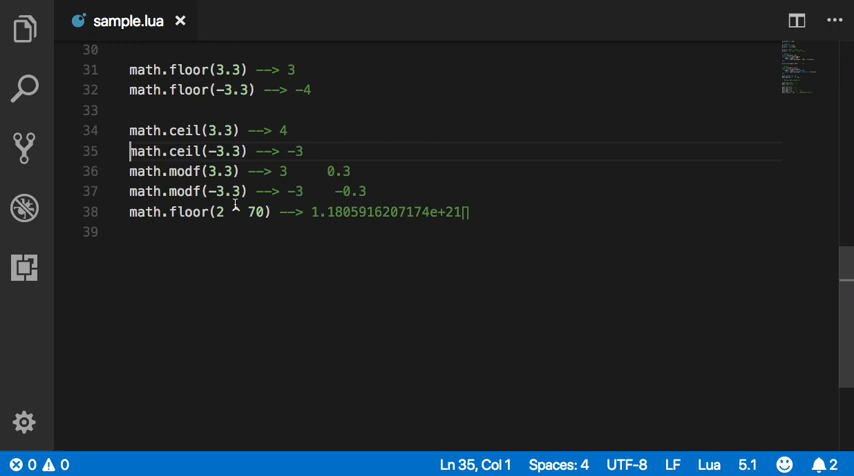 sample.lua ×
30
31 math.floor(3.3) --> 3
32 math.floor(-3.3) --> -4
33
34 math.ceil(3.3) --> 4
35 math.ceil(-3.3) --> -3
36 math.modf(3.3) --> 3     0.3
37 math.modf(-3.3) --> -3    -0.3
38 math.floor(2 ^ 70) --> 1.1805916207174e+21
39
0 0 Ln 35, Col 1 Spaces: 4 UTF-8 LF Lua 5.1 2